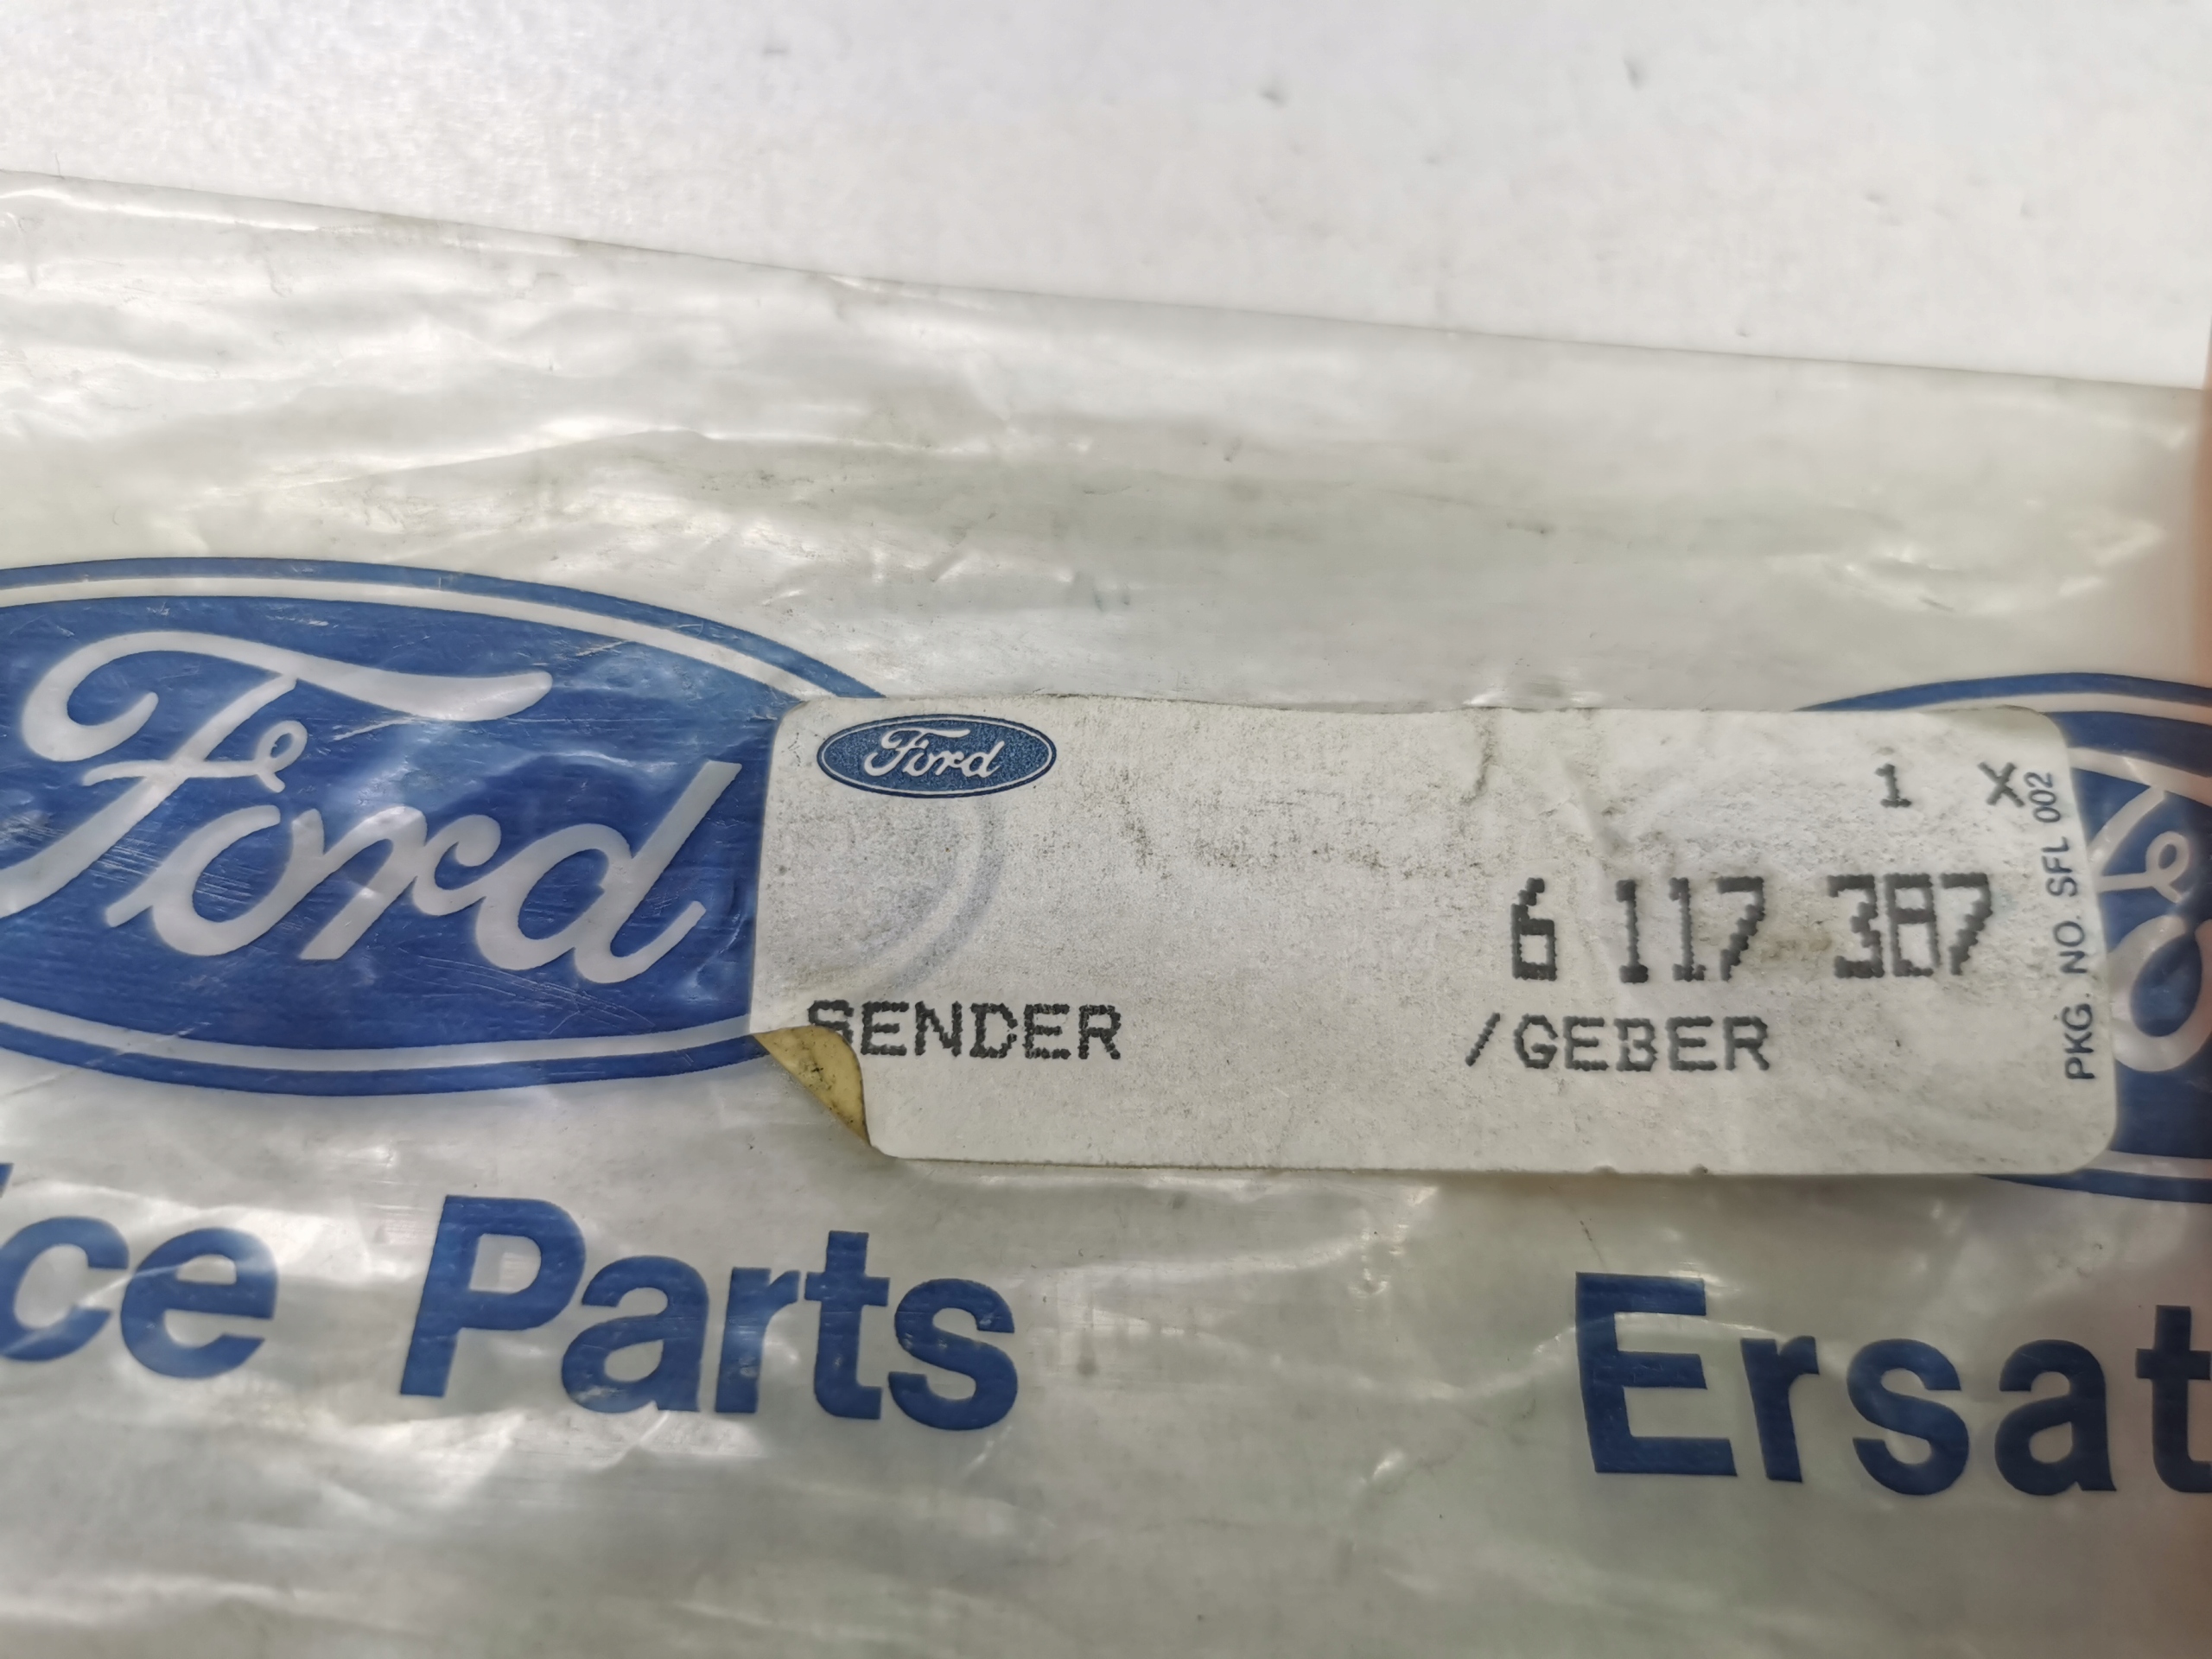 Ford
Ford
1 X
6 117 387
SENDER /GEBER
PKG. NO. SFL 002
ce Parts
Ersat